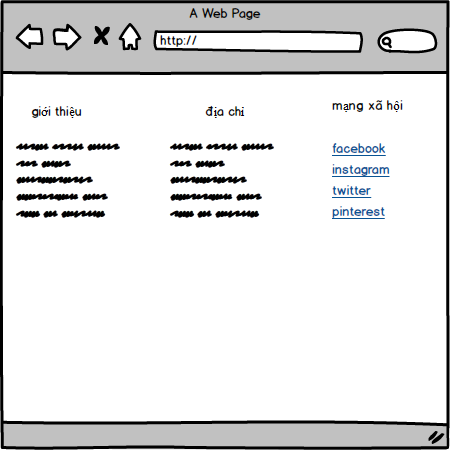 A Web Page
http://
giới thiệu
địa chỉ
mạng xã hội
facebook
instagram
twitter
pinterest